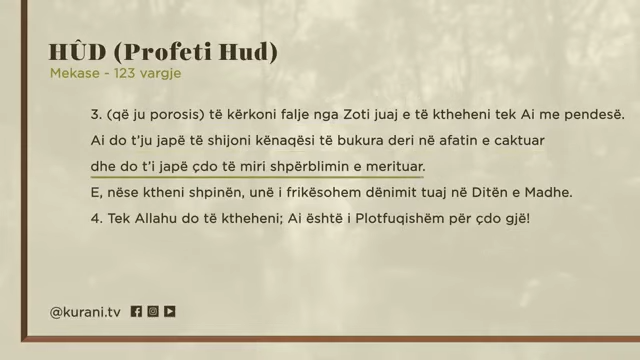 HÛD (Profeti Hud)
Mekase - 123 vargje
3. (që ju porosis) të kërkoni falje nga Zoti juaj e të ktheheni tek Ai me pendesë.
Ai do t'ju japë të shijoni kënaqësi të bukura deri në afatin e caktuar
dhe do t'i japë çdo të miri shpërblimin e merituar.
E, nëse ktheni shpinën, unë i frikësohem dënimit tuaj në Ditën e Madhe.
4. Tek Allahu do të ktheheni; Ai është i Plotfuqishëm për çdo gjë!
@kurani.tv